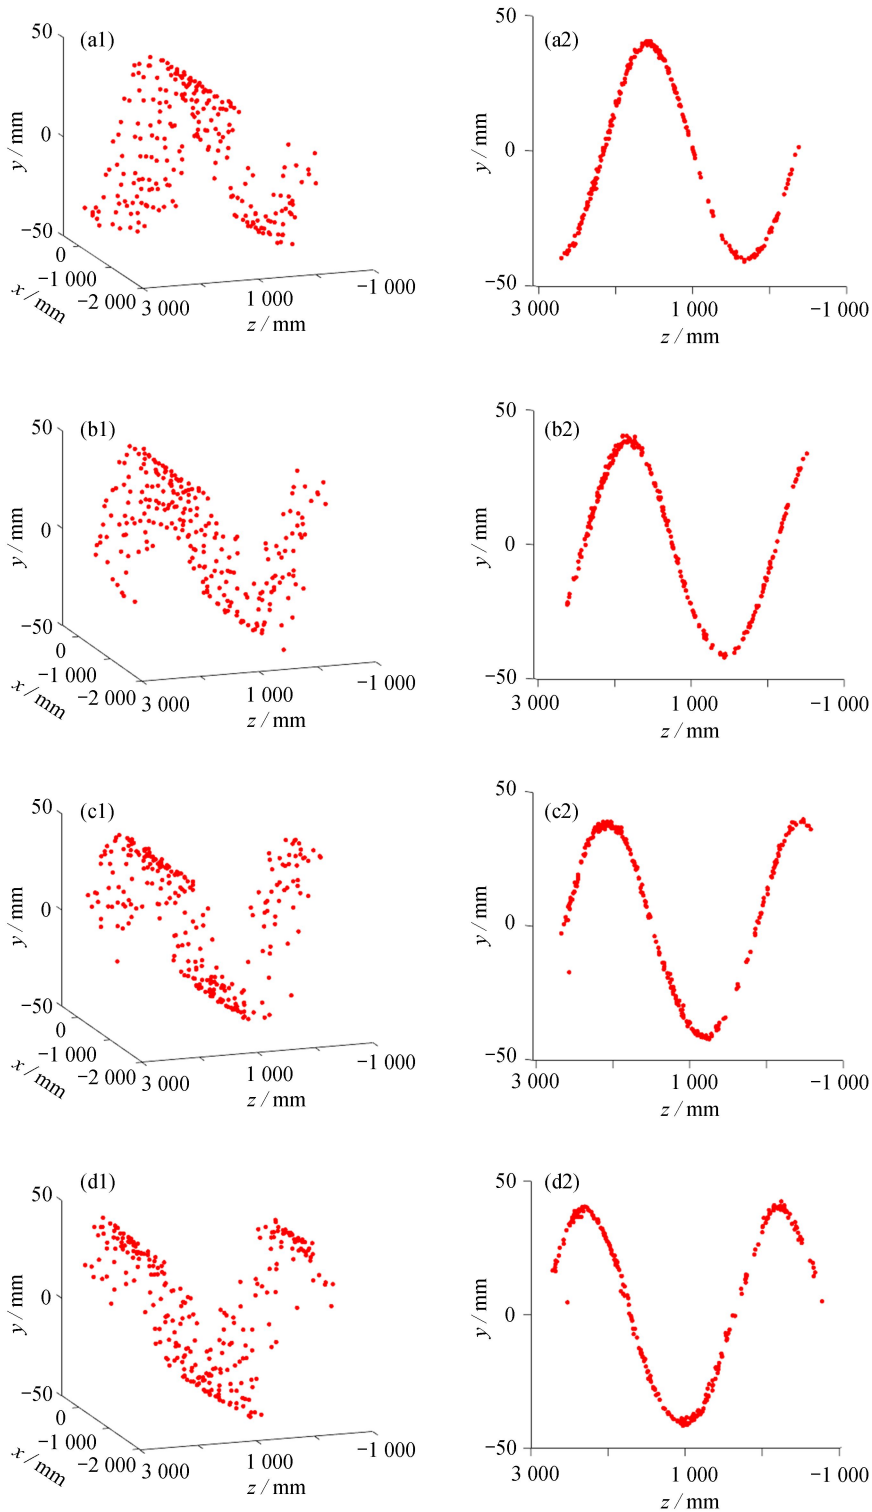 (a1)
50
0
−50
y / mm
0
−1 000
−2 000
x / mm
3 000
1 000
−1 000
z / mm
(a2)
50
0
−50
y / mm
3 000
1 000
−1 000
z / mm
(b1)
50
0
−50
y / mm
0
−1 000
−2 000
x / mm
3 000
1 000
−1 000
z / mm
(b2)
50
0
−50
y / mm
3 000
1 000
−1 000
z / mm
(c1)
50
0
−50
y / mm
0
−1 000
−2 000
x / mm
3 000
1 000
−1 000
z / mm
(c2)
50
0
−50
y / mm
3 000
1 000
−1 000
z / mm
(d1)
50
0
−50
y / mm
0
−1 000
−2 000
x / mm
3 000
1 000
−1 000
z / mm
(d2)
50
0
−50
y / mm
3 000
1 000
−1 000
z / mm